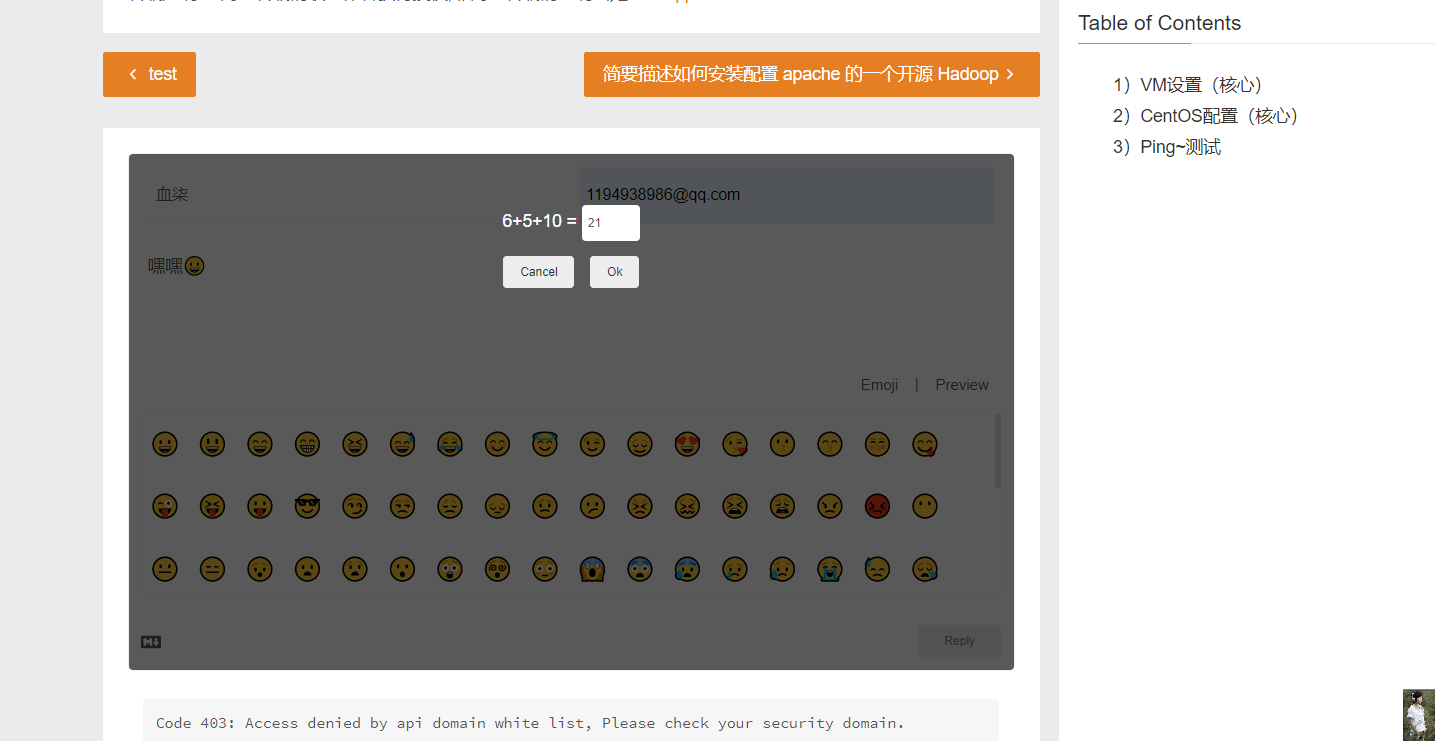 Table of Contents
test
简要描述如何安装配置 apache 的一个开源 Hadoop
1）VM设置（核心）
2）CentOS配置（核心）
3）Ping~测试
血柒
1194938986@qq.com
6+5+10 = 21
嘿嘿😀
Cancel
Ok
Emoji | Preview
M↓
Reply
Code 403: Access denied by api domain white list, Please check your security domain.